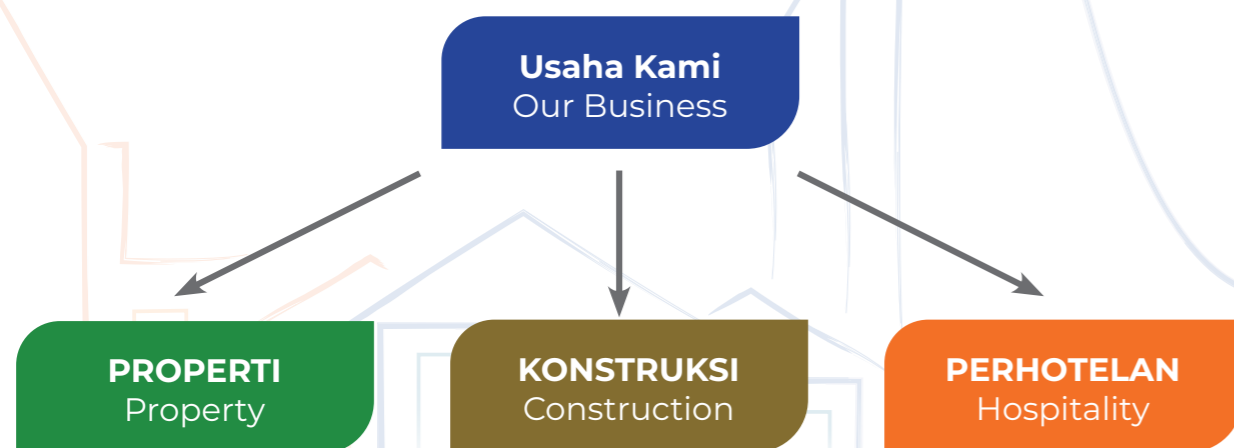 Usaha Kami
Our Business
PROPERTI
Property
KONSTRUKSI
Construction
PERHOTELAN
Hospitality